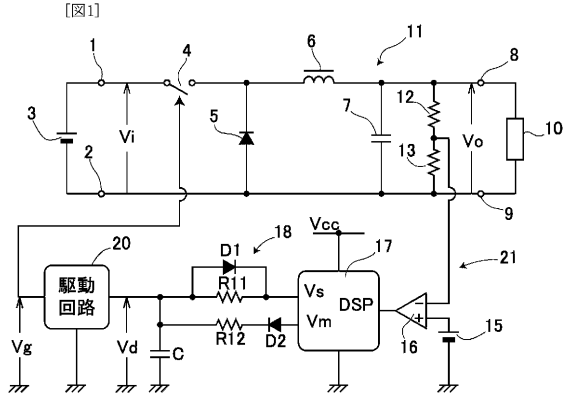 [図1]
1
4
6
11
8
3
Vi
5
7
12
13
Vo
10
2
9
20
駆動
回路
D1
18
Vcc
17
R11
Vs
DSP
21
Vm
16
15
Vg
Vd
C
R12
D2